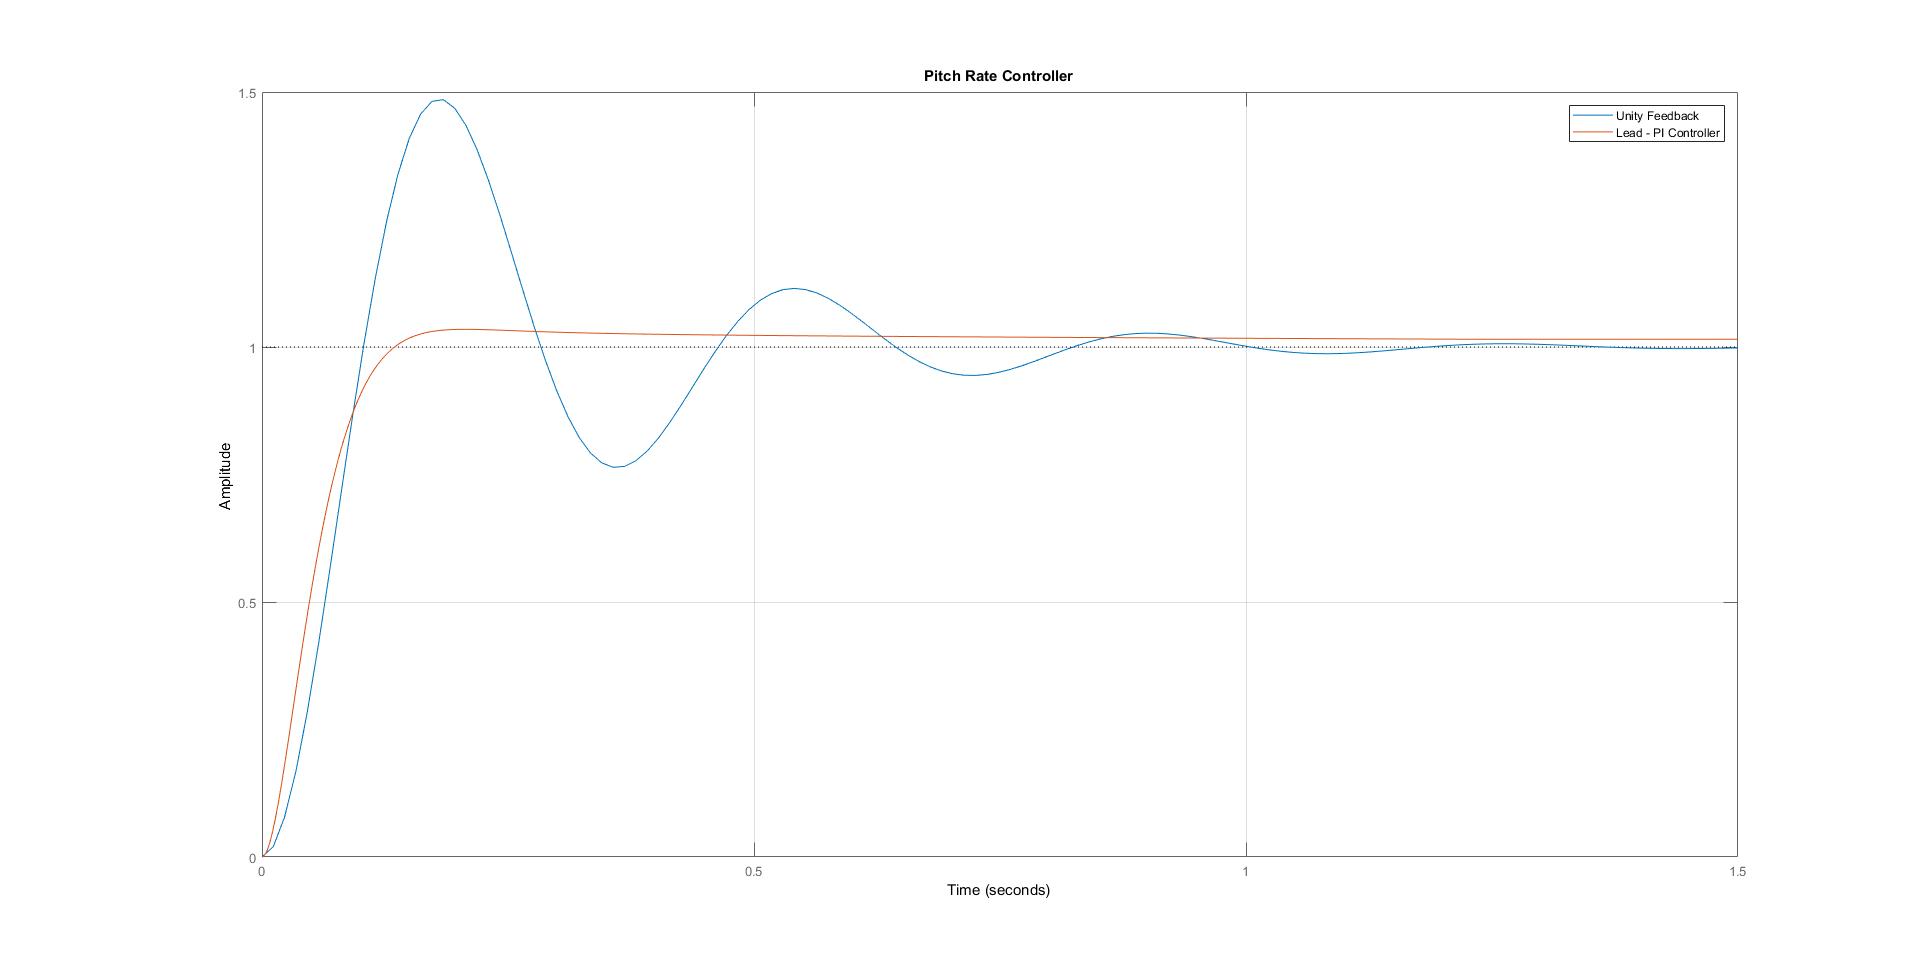 Pitch Rate Controller
1.5
Unity Feedback
Lead - PI Controller
1
Amplitude
0.5
0
0
0.5
1
1.5
Time (seconds)